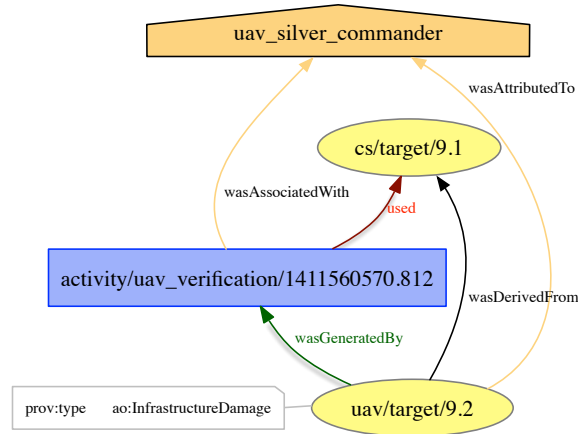 uav_silver_commander
wasAttributedTo
cs/target/9.1
wasAssociatedWith
used
activity/uav_verification/1411560570.812
wasDerivedFrom
wasGeneratedBy
prov:type ao:InfrastructureDamage
uav/target/9.2